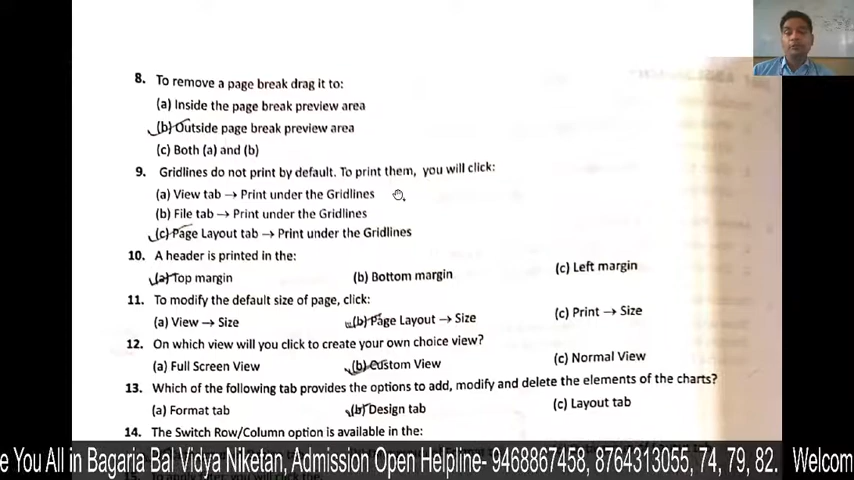 8. To remove a page break drag it to:
(a) Inside the page break preview area
(b) Outside page break preview area
(c) Both (a) and (b)
9. Gridlines do not print by default. To print them, you will click:
(a) View tab → Print under the Gridlines
(b) File tab → Print under the Gridlines
(c) Page Layout tab → Print under the Gridlines
10. A header is printed in the:
(a) Top margin (b) Bottom margin (c) Left margin
11. To modify the default size of page, click:
(a) View → Size (b) Page Layout → Size (c) Print → Size
12. On which view will you click to create your own choice view?
(a) Full Screen View (b) Custom View (c) Normal View
13. Which of the following tab provides the options to add, modify and delete the elements of the charts?
(a) Format tab (b) Design tab (c) Layout tab
14. The Switch Row/Column option is available in the:
e You All in Bagaria Bal Vidya Niketan, Admission Open Helpline- 9468867458, 8764313055, 74, 79, 82. Welcom